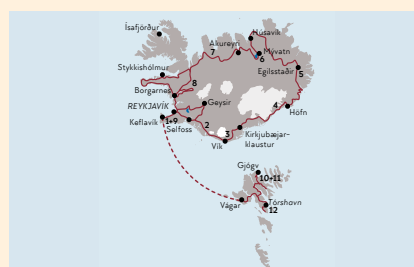 Ísafjörður
Húsavík
Akureyri
7
Mývatn
6
Stykkishólmur
Egilsstaðir
5
8
Borgarnes
Geysir
4
REYKJAVÍK
Höfn
1+9
2
Keflavík
Selfoss
3
Kirkjubæjar-
klaustur
Vík
Gjógv
10+11
Vágar
Tórshavn
12